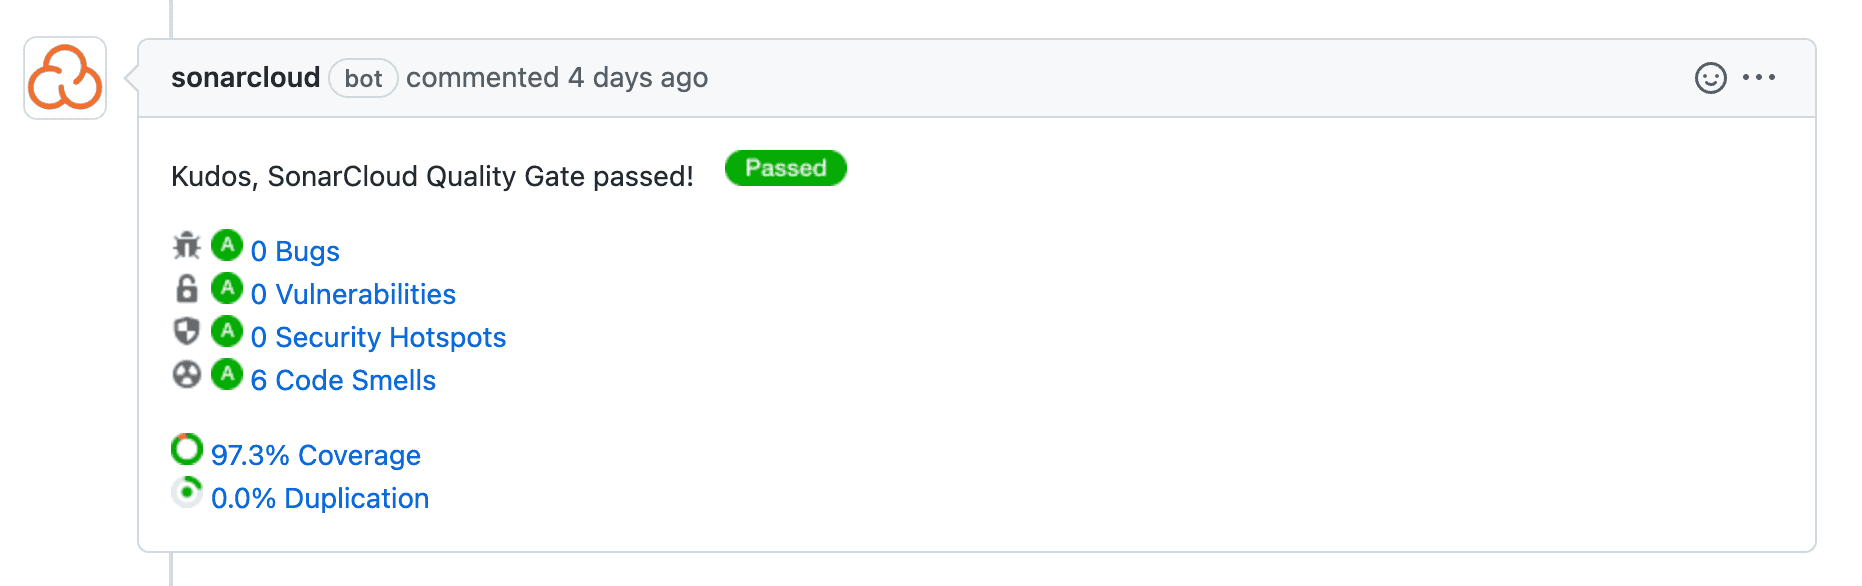 sonarcloud bot commented 4 days ago
Kudos, SonarCloud Quality Gate passed! Passed
A 0 Bugs
A 0 Vulnerabilities
A 0 Security Hotspots
A 6 Code Smells
97.3% Coverage
0.0% Duplication